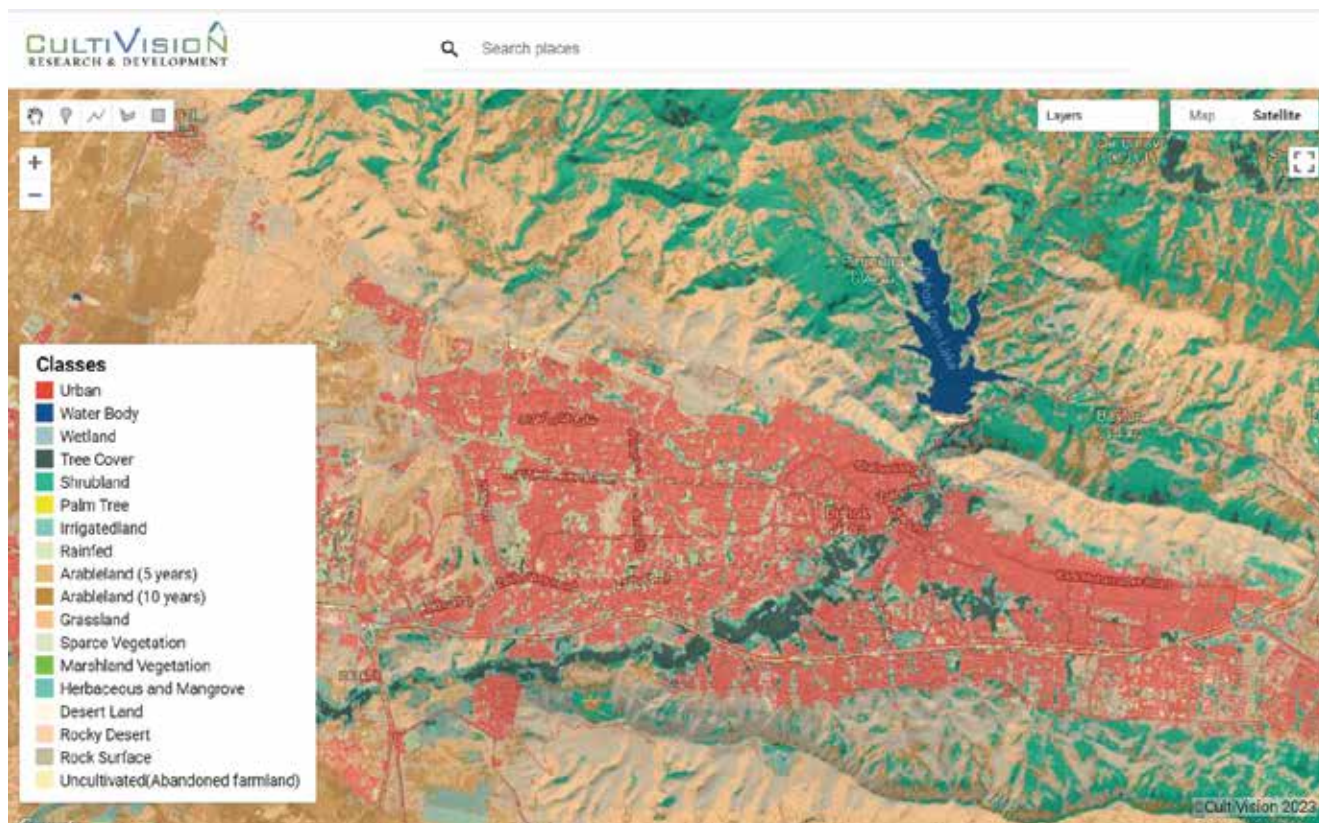 CULTIVISION
RESEARCH & DEVELOPMENT
Search places
Layers
Map
Satellite
Classes
Urban
Water Body
Wetland
Tree Cover
Shrubland
Palm Tree
Irrigatedland
Rainfed
Arableland (5 years)
Arableland (10 years)
Grassland
Sparce Vegetation
Marshland Vegetation
Herbaceous and Mangrove
Desert Land
Rocky Desert
Rock Surface
Uncultivated(Abandoned farmland)
©CultiVision 2023